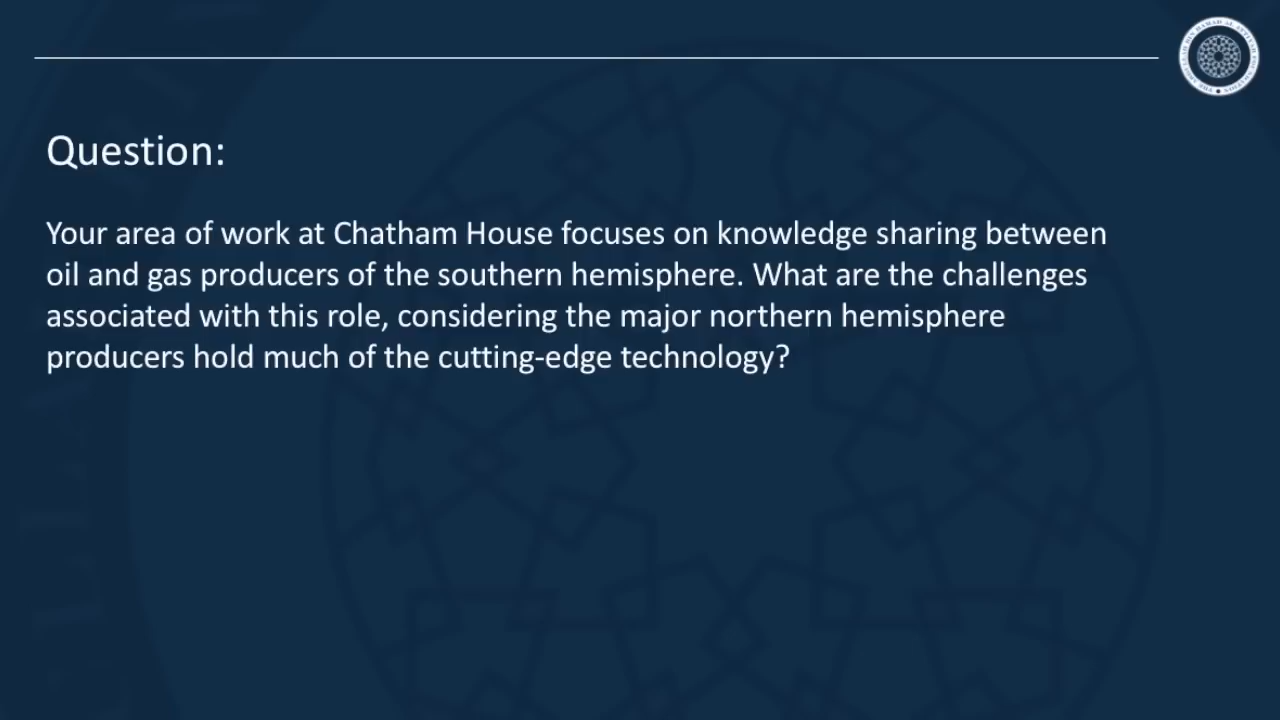 Question:
Your area of work at Chatham House focuses on knowledge sharing between
oil and gas producers of the southern hemisphere. What are the challenges
associated with this role, considering the major northern hemisphere
producers hold much of the cutting-edge technology?